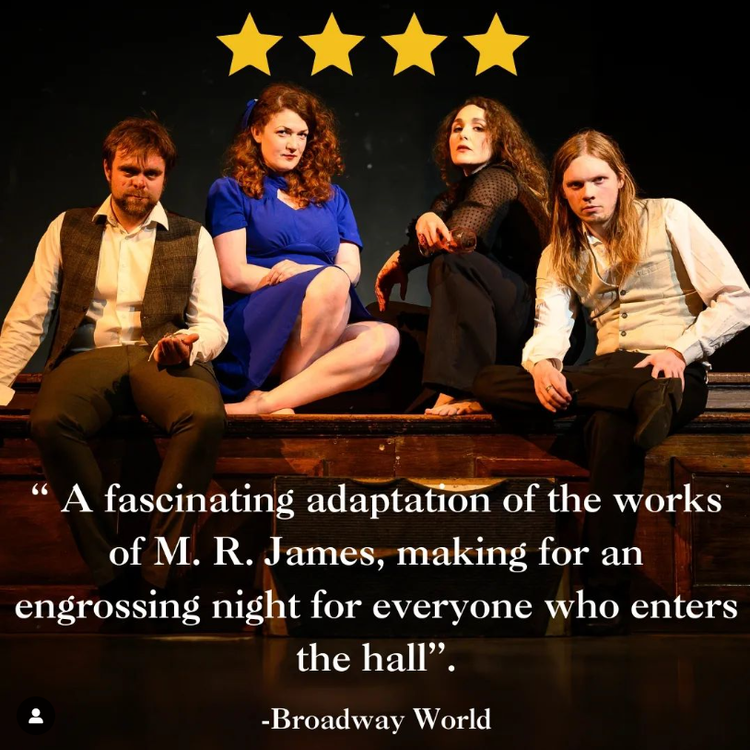 “ A fascinating adaptation of the works
of M. R. James, making for an
engrossing night for everyone who enters
the hall”.
-Broadway World